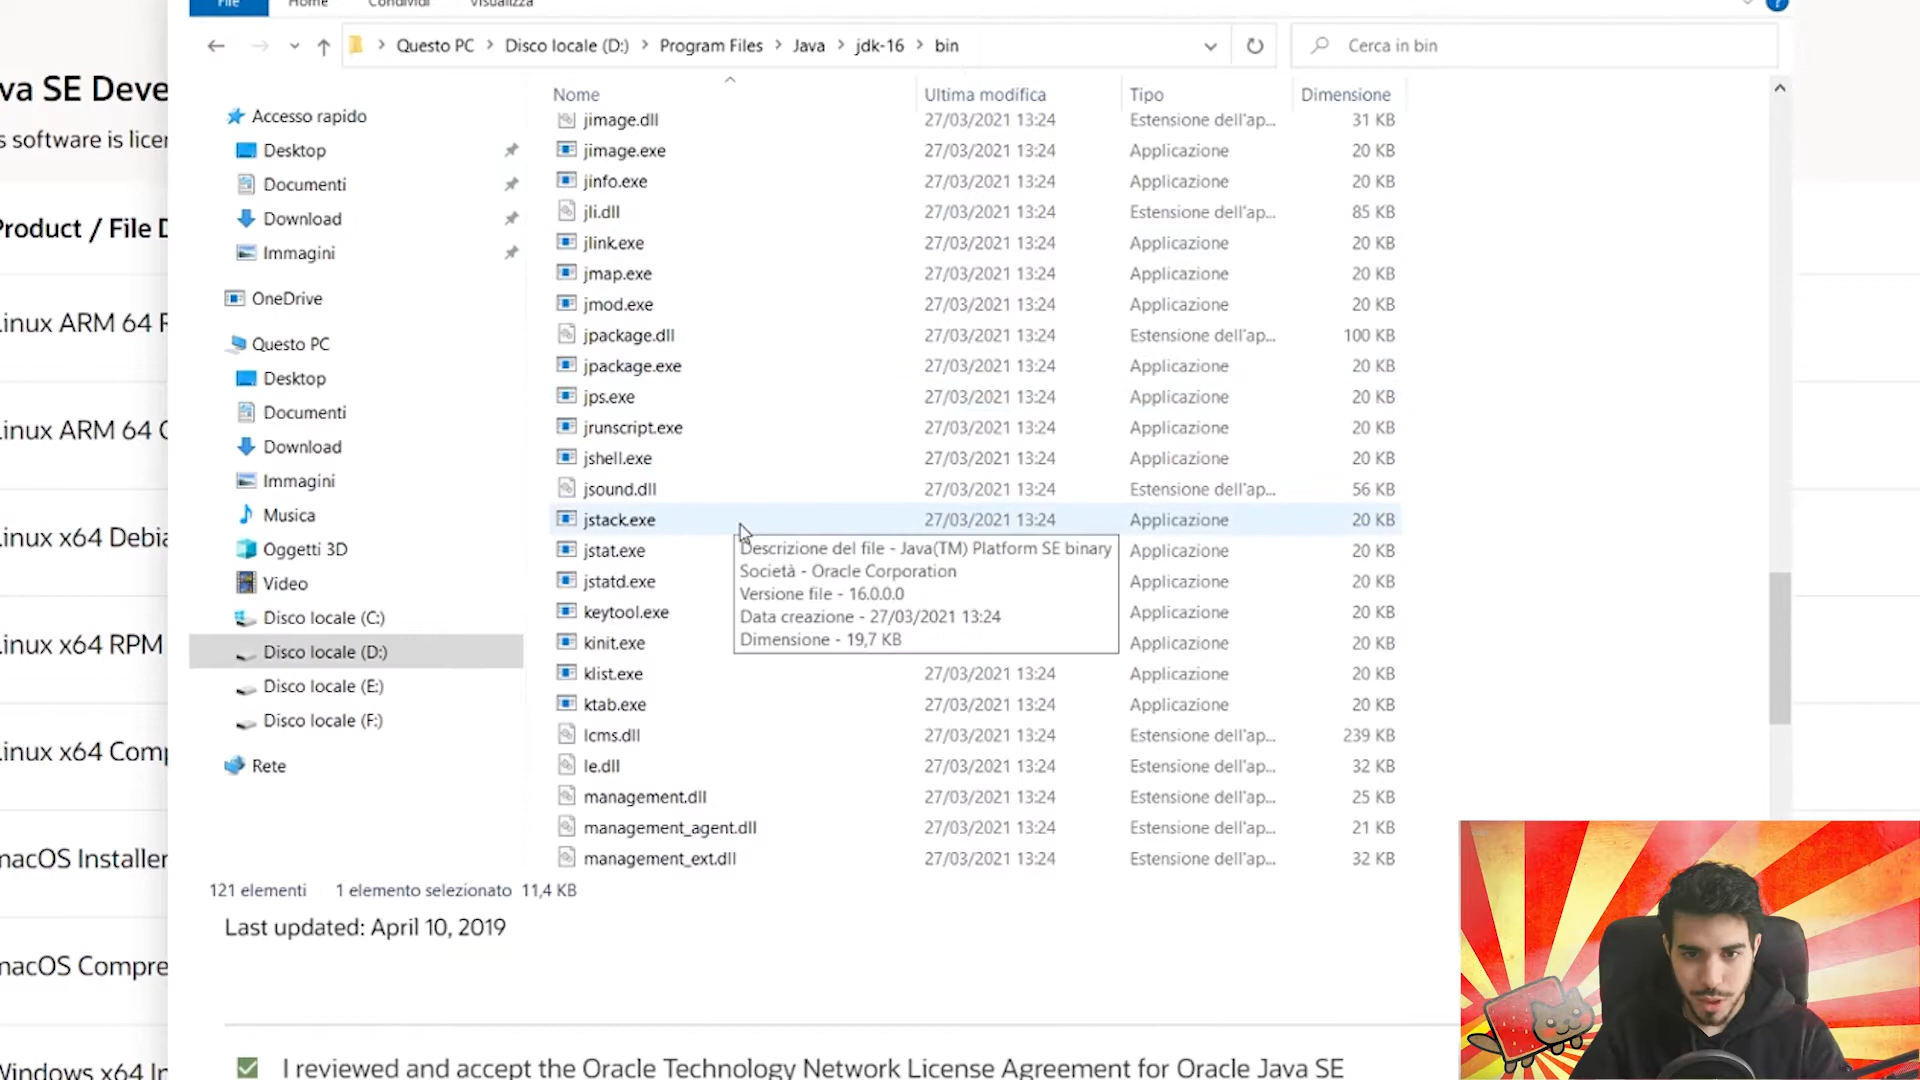 File Home Condividi Visualizza
Questo PC > Disco locale (D:) > Program Files > Java > jdk-16 > bin
Cerca in bin
va SE Deve
s software is licer
Product / File D
Linux ARM 64 R
Linux ARM 64 C
Linux x64 Debia
Linux x64 RPM
Linux x64 Comp
macOS Installer
macOS Compre
Windows x64 In
Accesso rapido
Desktop
Documenti
Download
Immagini
OneDrive
Questo PC
Desktop
Documenti
Download
Immagini
Musica
Oggetti 3D
Video
Disco locale (C:)
Disco locale (D:)
Disco locale (E:)
Disco locale (F:)
Rete
Nome Ultima modifica Tipo Dimensione
jimage.dll 27/03/2021 13:24 Estensione dell'ap... 31 KB
jimage.exe 27/03/2021 13:24 Applicazione 20 KB
jinfo.exe 27/03/2021 13:24 Applicazione 20 KB
jli.dll 27/03/2021 13:24 Estensione dell'ap... 85 KB
jlink.exe 27/03/2021 13:24 Applicazione 20 KB
jmap.exe 27/03/2021 13:24 Applicazione 20 KB
jmod.exe 27/03/2021 13:24 Applicazione 20 KB
jpackage.dll 27/03/2021 13:24 Estensione dell'ap... 100 KB
jpackage.exe 27/03/2021 13:24 Applicazione 20 KB
jps.exe 27/03/2021 13:24 Applicazione 20 KB
jrunscript.exe 27/03/2021 13:24 Applicazione 20 KB
jshell.exe 27/03/2021 13:24 Applicazione 20 KB
jsound.dll 27/03/2021 13:24 Estensione dell'ap... 56 KB
jstack.exe 27/03/2021 13:24 Applicazione 20 KB
jstat.exe Applicazione 20 KB
jstatd.exe Applicazione 20 KB
keytool.exe Applicazione 20 KB
kinit.exe Applicazione 20 KB
klist.exe 27/03/2021 13:24 Applicazione 20 KB
ktab.exe 27/03/2021 13:24 Applicazione 20 KB
lcms.dll 27/03/2021 13:24 Estensione dell'ap... 239 KB
le.dll 27/03/2021 13:24 Estensione dell'ap... 32 KB
management.dll 27/03/2021 13:24 Estensione dell'ap... 25 KB
management_agent.dll 27/03/2021 13:24 Estensione dell'ap... 21 KB
management_ext.dll 27/03/2021 13:24 Estensione dell'ap... 32 KB
Descrizione del file - Java(TM) Platform SE binary
Società - Oracle Corporation
Versione file - 16.0.0.0
Data creazione - 27/03/2021 13:24
Dimensione - 19,7 KB
121 elementi 1 elemento selezionato 11,4 KB
Last updated: April 10, 2019
I reviewed and accept the Oracle Technology Network License Agreement for Oracle Java SE